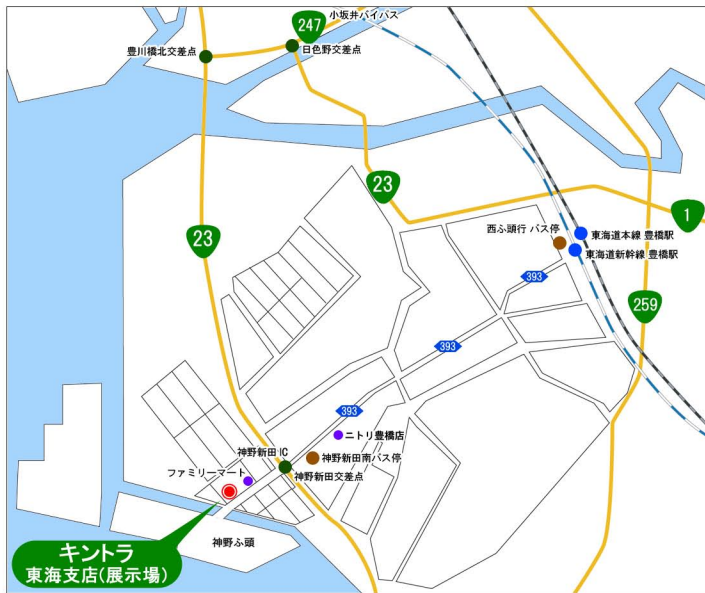 小坂井バイパス
247
豊川橋北交差点
日色野交差点
23
1
西ふ頭行 バス停
東海道本線 豊橋駅
東海道新幹線 豊橋駅
23
393
259
393
393
ニトリ豊橋店
神野新田 IC
神野新田南バス停
ファミリーマート
神野新田交差点
神野ふ頭
キントラ
東海支店(展示場)